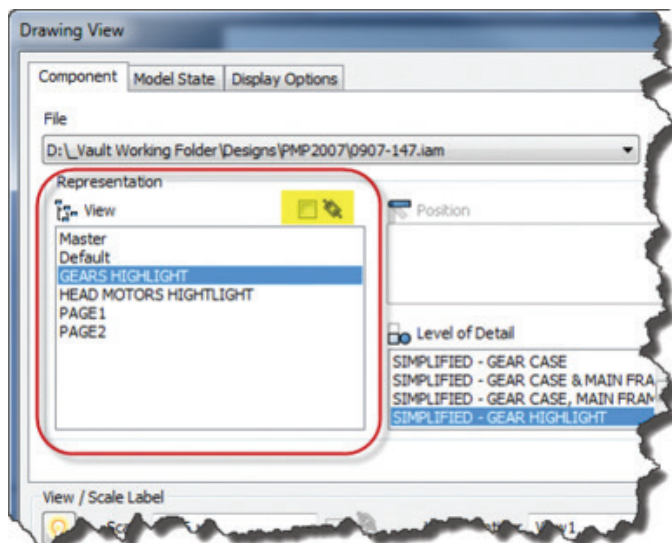 Drawing View
Component
Model State
Display Options
File
D:\_Vault Working Folder\Designs\PMP2007\0907-147.iam
Representation
View
Position
Master
Default
GEARS HIGHLIGHT
HEAD MOTORS HIGHTLIGHT
PAGE1
PAGE2
Level of Detail
SIMPLIFIED - GEAR CASE
SIMPLIFIED - GEAR CASE & MAIN FRA
SIMPLIFIED - GEAR CASE, MAIN FRAM
SIMPLIFIED - GEAR HIGHLIGHT
View / Scale Label
View1